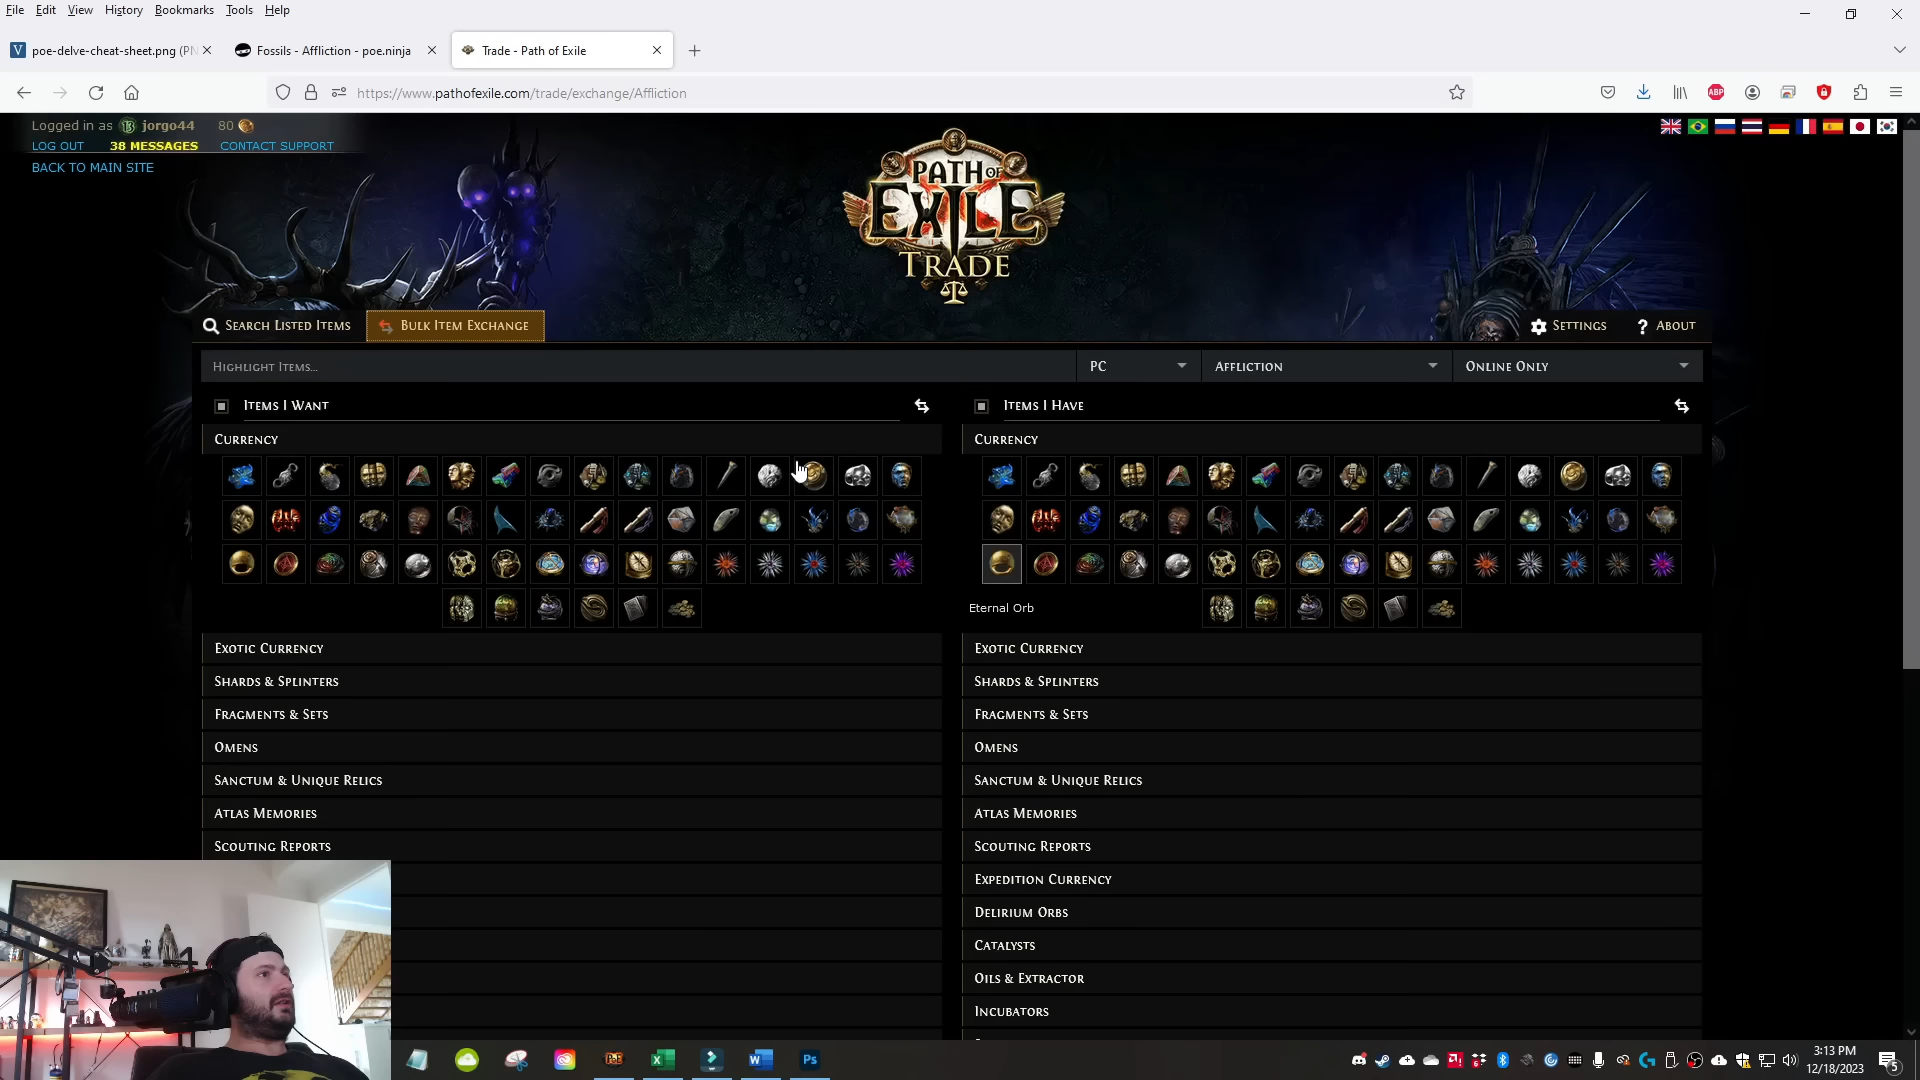 File Edit View History Bookmarks Tools Help
poe-delve-cheat-sheet.png (PN
Fossils - Affliction - poe.ninja
Trade - Path of Exile
https://www.pathofexile.com/trade/exchange/Affliction
Logged in as jorgo44 80
LOG OUT 38 MESSAGES CONTACT SUPPORT
BACK TO MAIN SITE
PATH OF
EXILE
TRADE
Search Listed Items
Bulk Item Exchange
Settings
? About
Highlight Items...
PC
Affliction
Online Only
Items I Want
Items I Have
Currency
Currency
Eternal Orb
Exotic Currency
Exotic Currency
Shards & Splinters
Shards & Splinters
Fragments & Sets
Fragments & Sets
Omens
Omens
Sanctum & Unique Relics
Sanctum & Unique Relics
Atlas Memories
Atlas Memories
Scouting Reports
Scouting Reports
Expedition Currency
Delirium Orbs
Catalysts
Oils & Extractor
Incubators
ABP
Ps
3:13 PM
12/18/2023
5